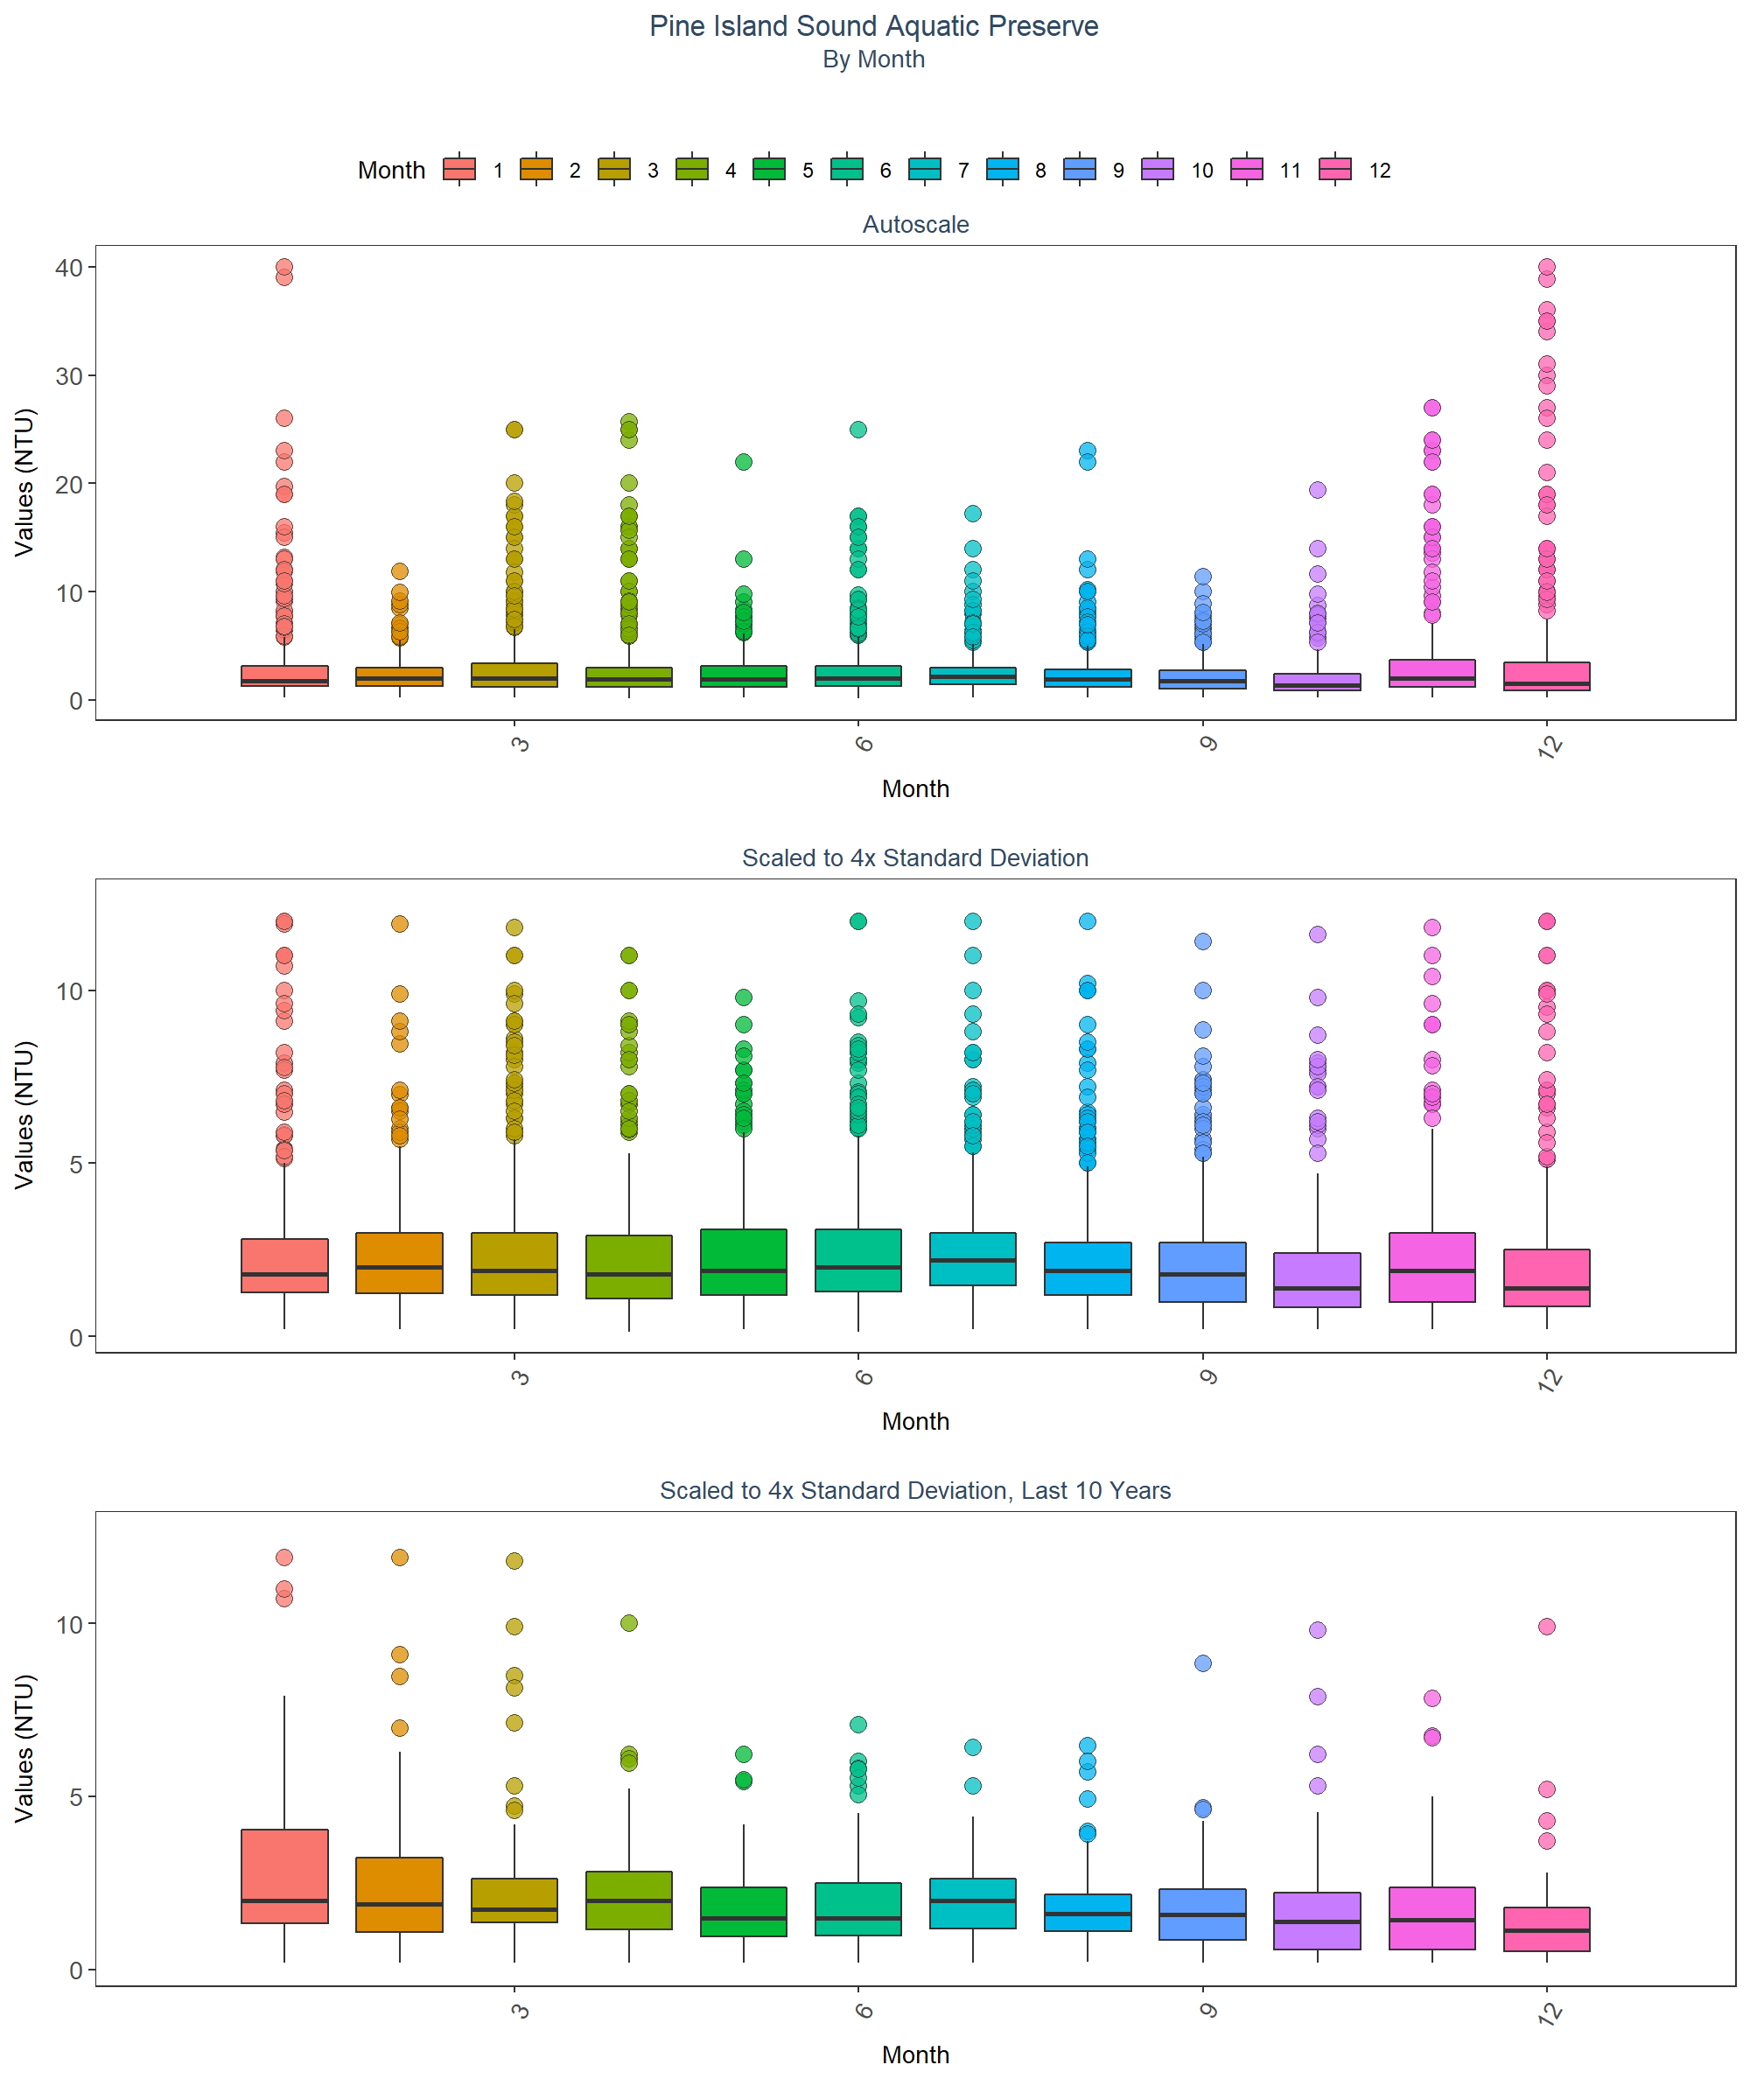 Pine Island Sound Aquatic Preserve
By Month
Month 1 2 3 4 5 6 7 8 9 10 11 12
Autoscale
Values (NTU)
40
30
20
10
0
3 6 9 12
Month
Scaled to 4x Standard Deviation
Values (NTU)
10
5
0
3 6 9 12
Month
Scaled to 4x Standard Deviation, Last 10 Years
Values (NTU)
10
5
0
3 6 9 12
Month